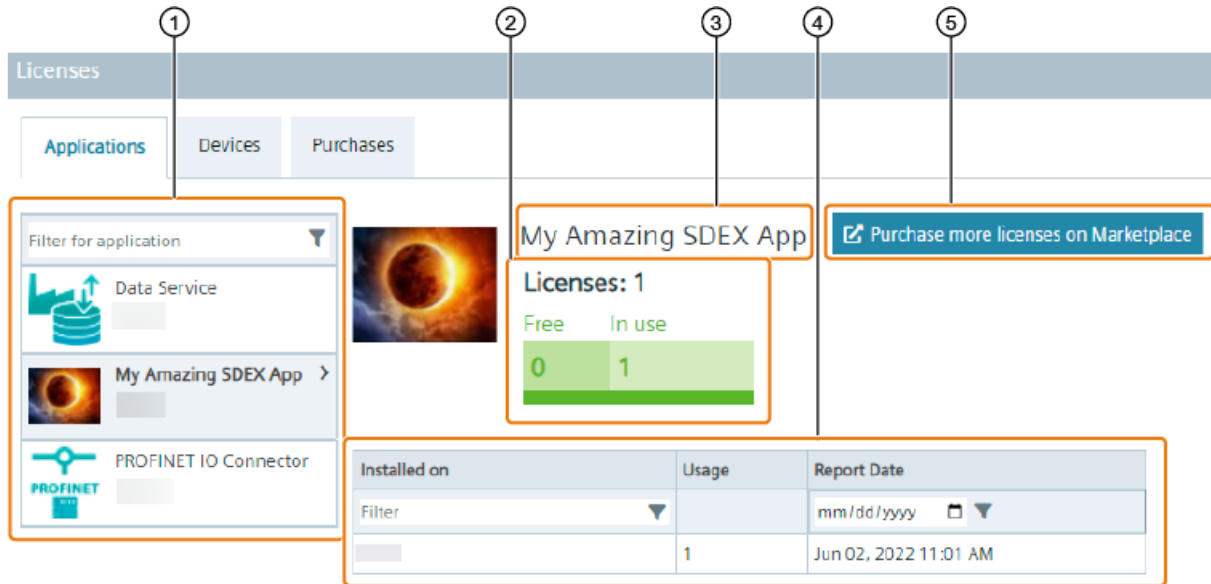 1 2 3 4 5
Licenses
Applications Devices Purchases
Filter for application
Data Service
My Amazing SDEX App
PROFINET IO Connector
PROFINET
My Amazing SDEX App
Purchase more licenses on Marketplace
Licenses: 1
Free In use
0 1
Installed on Usage Report Date
Filter mm/dd/yyyy
1 Jun 02, 2022 11:01 AM